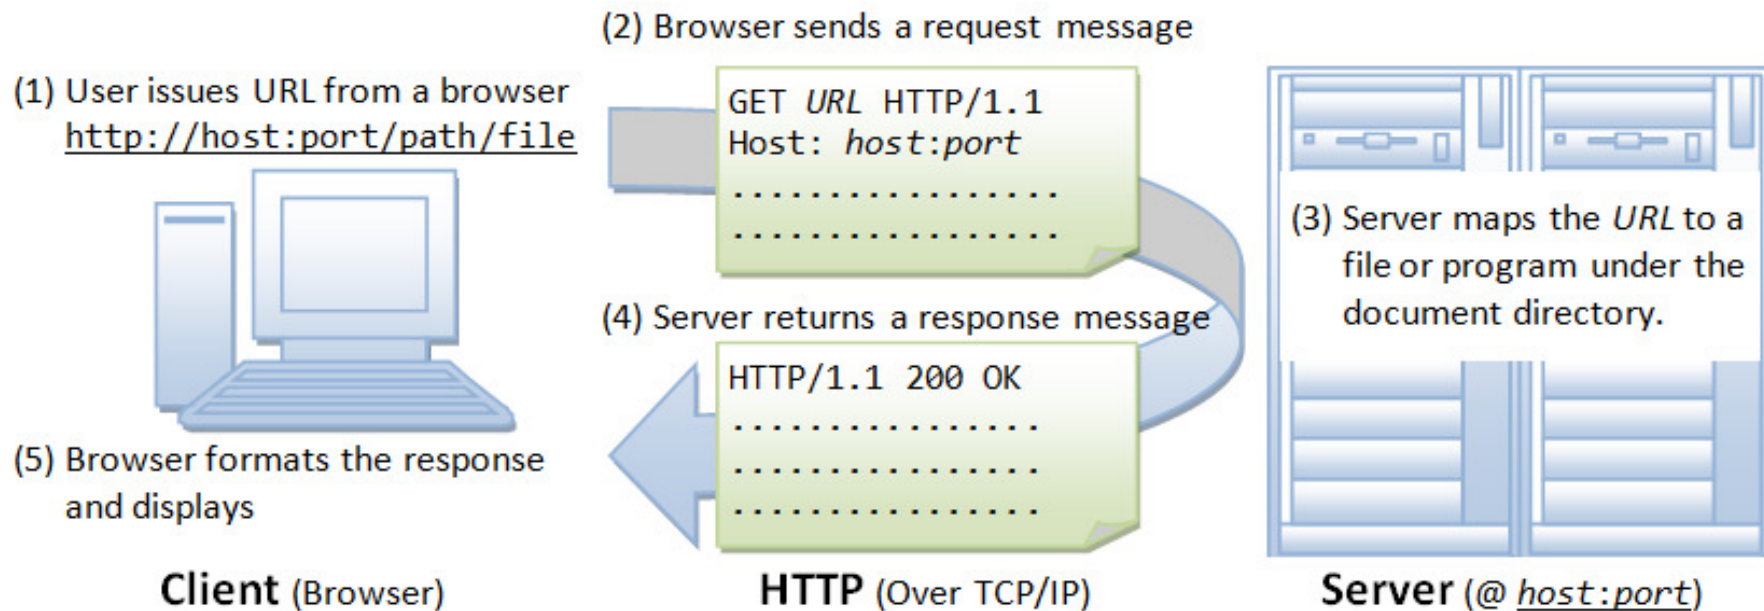 (2) Browser sends a request message
(1) User issues URL from a browser
http://host:port/path/file
GET URL HTTP/1.1
Host: host:port
..................
..................
(3) Server maps the URL to a
file or program under the
document directory.
(4) Server returns a response message
HTTP/1.1 200 OK
.................
.................
.................
(5) Browser formats the response
and displays
Client (Browser)
HTTP (Over TCP/IP)
Server (@ host:port)